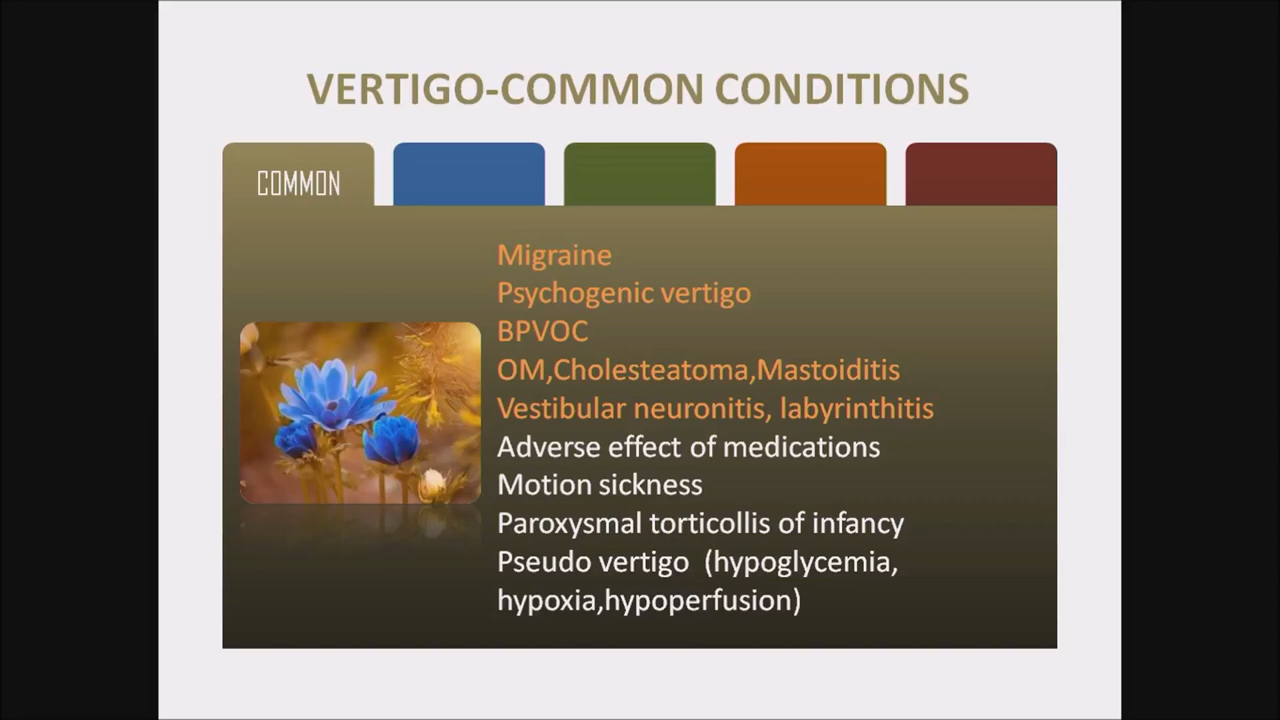 VERTIGO-COMMON CONDITIONS
COMMON
Migraine
Psychogenic vertigo
BPVOC
OM,Cholesteatoma,Mastoiditis
Vestibular neuronitis, labyrinthitis
Adverse effect of medications
Motion sickness
Paroxysmal torticollis of infancy
Pseudo vertigo (hypoglycemia,
hypoxia,hypoperfusion)